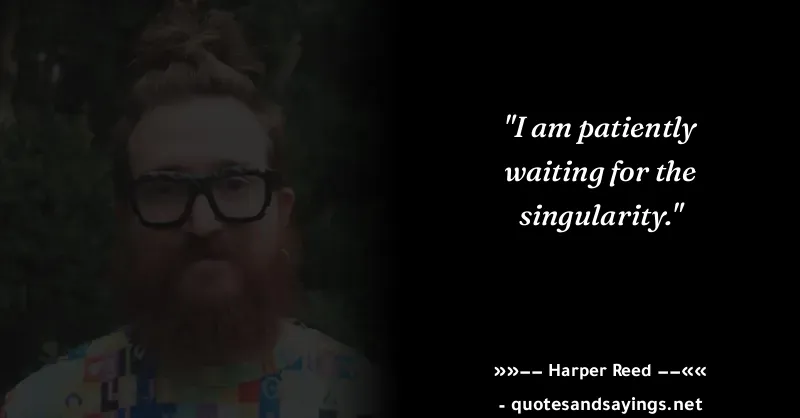 "I am patiently
waiting for the
singularity."
»»−− Harper Reed −−««
- quotesandsayings.net